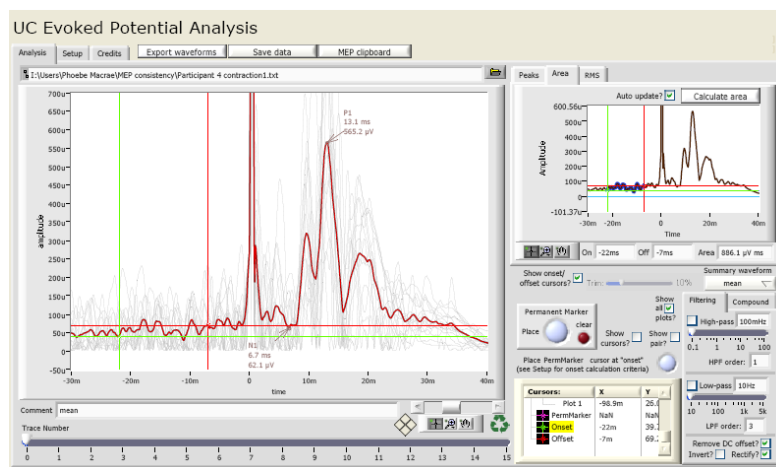 UC Evoked Potential Analysis
Analysis Setup Credits Export waveforms Save data MEP clipboard
I:\Users\Phoebe Macrae\MEP consistency\Participant 4 contraction1.txt
700u
650u
600u
550u
500u
450u
400u
350u
300u
250u
200u
150u
100u
50u
0
-50u
amplitude
P1
13.1 ms
565.2 µV
N1
6.7 ms
62.1 µV
-30m -20m -10m 0 10m 20m 30m 40m
time
Comment mean
Trace Number
0 1 2 3 4 5 6 7 8 9 10 11 12 13 14 15
Peaks Area RMS
Auto update? Calculate area
600.56u
500u
400u
300u
200u
100u
0
-101.37u
Amplitude
-30m -20m 0 20m 40m
Time
On -22ms Off -7ms Area 886.1 µV ms
Show onset/
offset cursors? Trim: 10%
Summary waveform
mean
Permanent Marker
Place clear
Show
all
plots?
Show
cursors?
Show
pair?
Place PermMarker cursor at "onset"
(see Setup for onset calculation criteria)
Cursors: X Y
Plot 1 -98.9m 26.
PermMarker NaN NaN
Onset -22m 39.
Offset -7m 69.
Filtering Compound
High-pass 100mHz
0.1 1 10 100
HPF order: 1
Low-pass 10Hz
10 100 1k 5k
LPF order: 3
Remove DC offset?
Invert? Rectify?